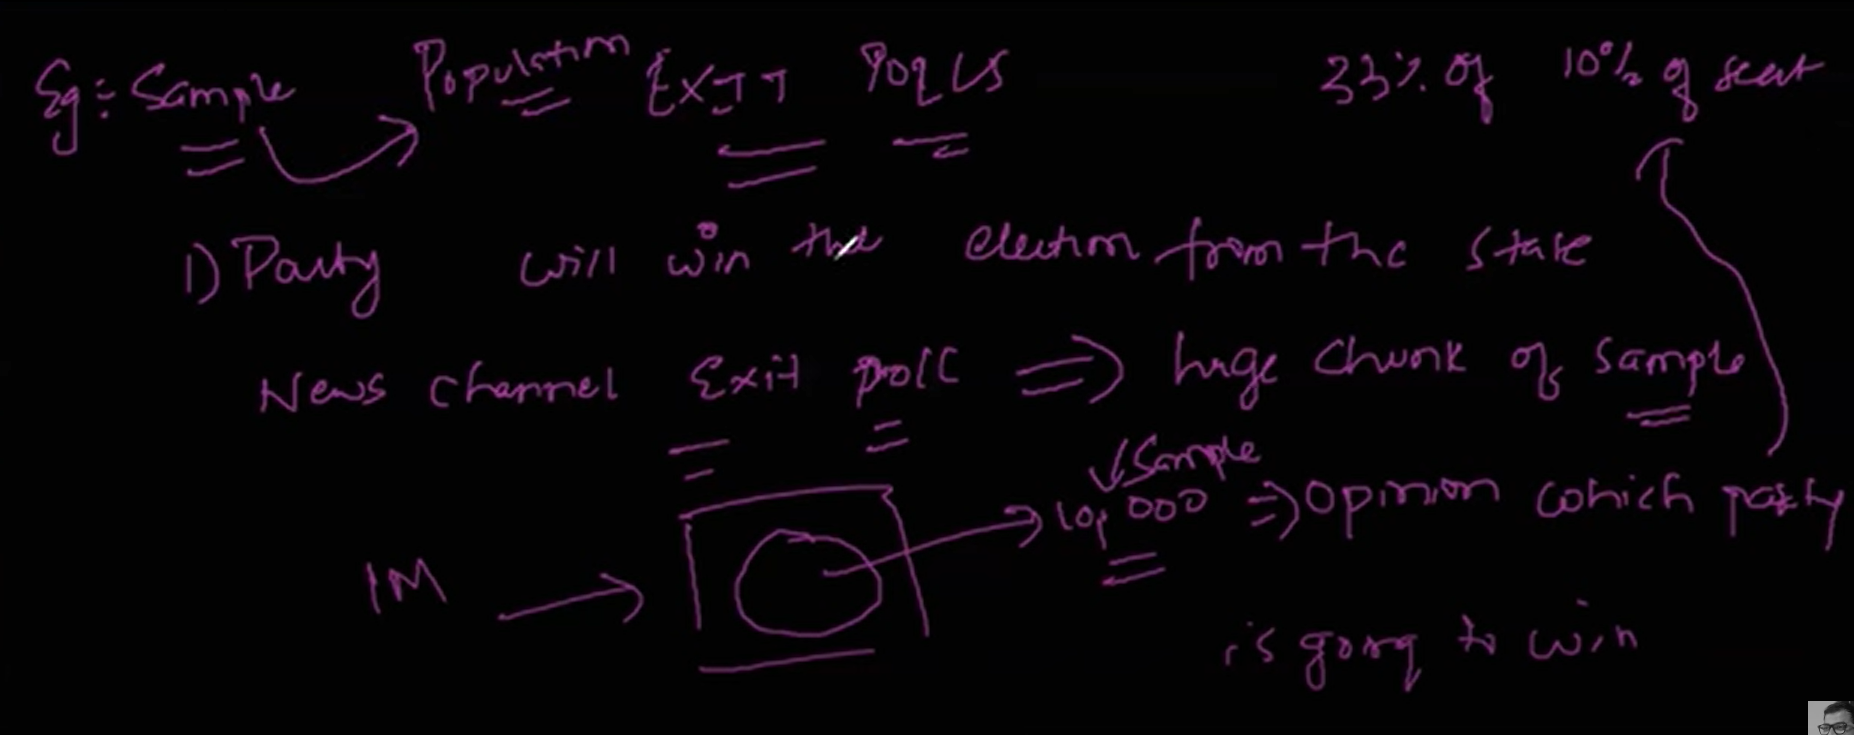 Eg:- Sample Population EXIT POLLS 33% of 10% of seat
1) Party will win the election from the state
News channel Exit poll => huge chunk of sample
Sample
1M 10,000 => Opinion which party
is going to win